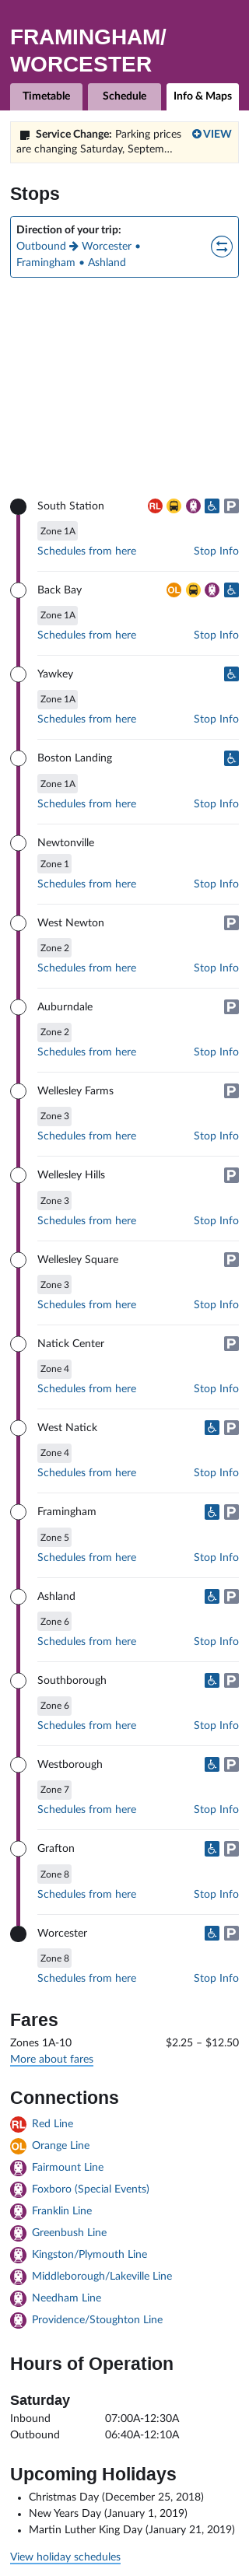 FRAMINGHAM/
WORCESTER
Timetable
Schedule
Info & Maps
Service Change: Parking prices VIEW
are changing Saturday, Septem...
Stops
Direction of your trip:
Outbound → Worcester •
Framingham • Ashland
South Station RL P
Zone 1A
Schedules from here Stop Info
Back Bay OL
Zone 1A
Schedules from here Stop Info
Yawkey
Zone 1A
Schedules from here Stop Info
Boston Landing
Zone 1A
Schedules from here Stop Info
Newtonville
Zone 1
Schedules from here Stop Info
West Newton P
Zone 2
Schedules from here Stop Info
Auburndale P
Zone 2
Schedules from here Stop Info
Wellesley Farms P
Zone 3
Schedules from here Stop Info
Wellesley Hills P
Zone 3
Schedules from here Stop Info
Wellesley Square P
Zone 3
Schedules from here Stop Info
Natick Center P
Zone 4
Schedules from here Stop Info
West Natick P
Zone 4
Schedules from here Stop Info
Framingham P
Zone 5
Schedules from here Stop Info
Ashland P
Zone 6
Schedules from here Stop Info
Southborough P
Zone 6
Schedules from here Stop Info
Westborough P
Zone 7
Schedules from here Stop Info
Grafton P
Zone 8
Schedules from here Stop Info
Worcester P
Zone 8
Schedules from here Stop Info
Fares
Zones 1A-10 $2.25 – $12.50
More about fares
Connections
RL Red Line
OL Orange Line
Fairmount Line
Foxboro (Special Events)
Franklin Line
Greenbush Line
Kingston/Plymouth Line
Middleborough/Lakeville Line
Needham Line
Providence/Stoughton Line
Hours of Operation
Saturday
Inbound 07:00A-12:30A
Outbound 06:40A-12:10A
Upcoming Holidays
• Christmas Day (December 25, 2018)
• New Years Day (January 1, 2019)
• Martin Luther King Day (January 21, 2019)
View holiday schedules